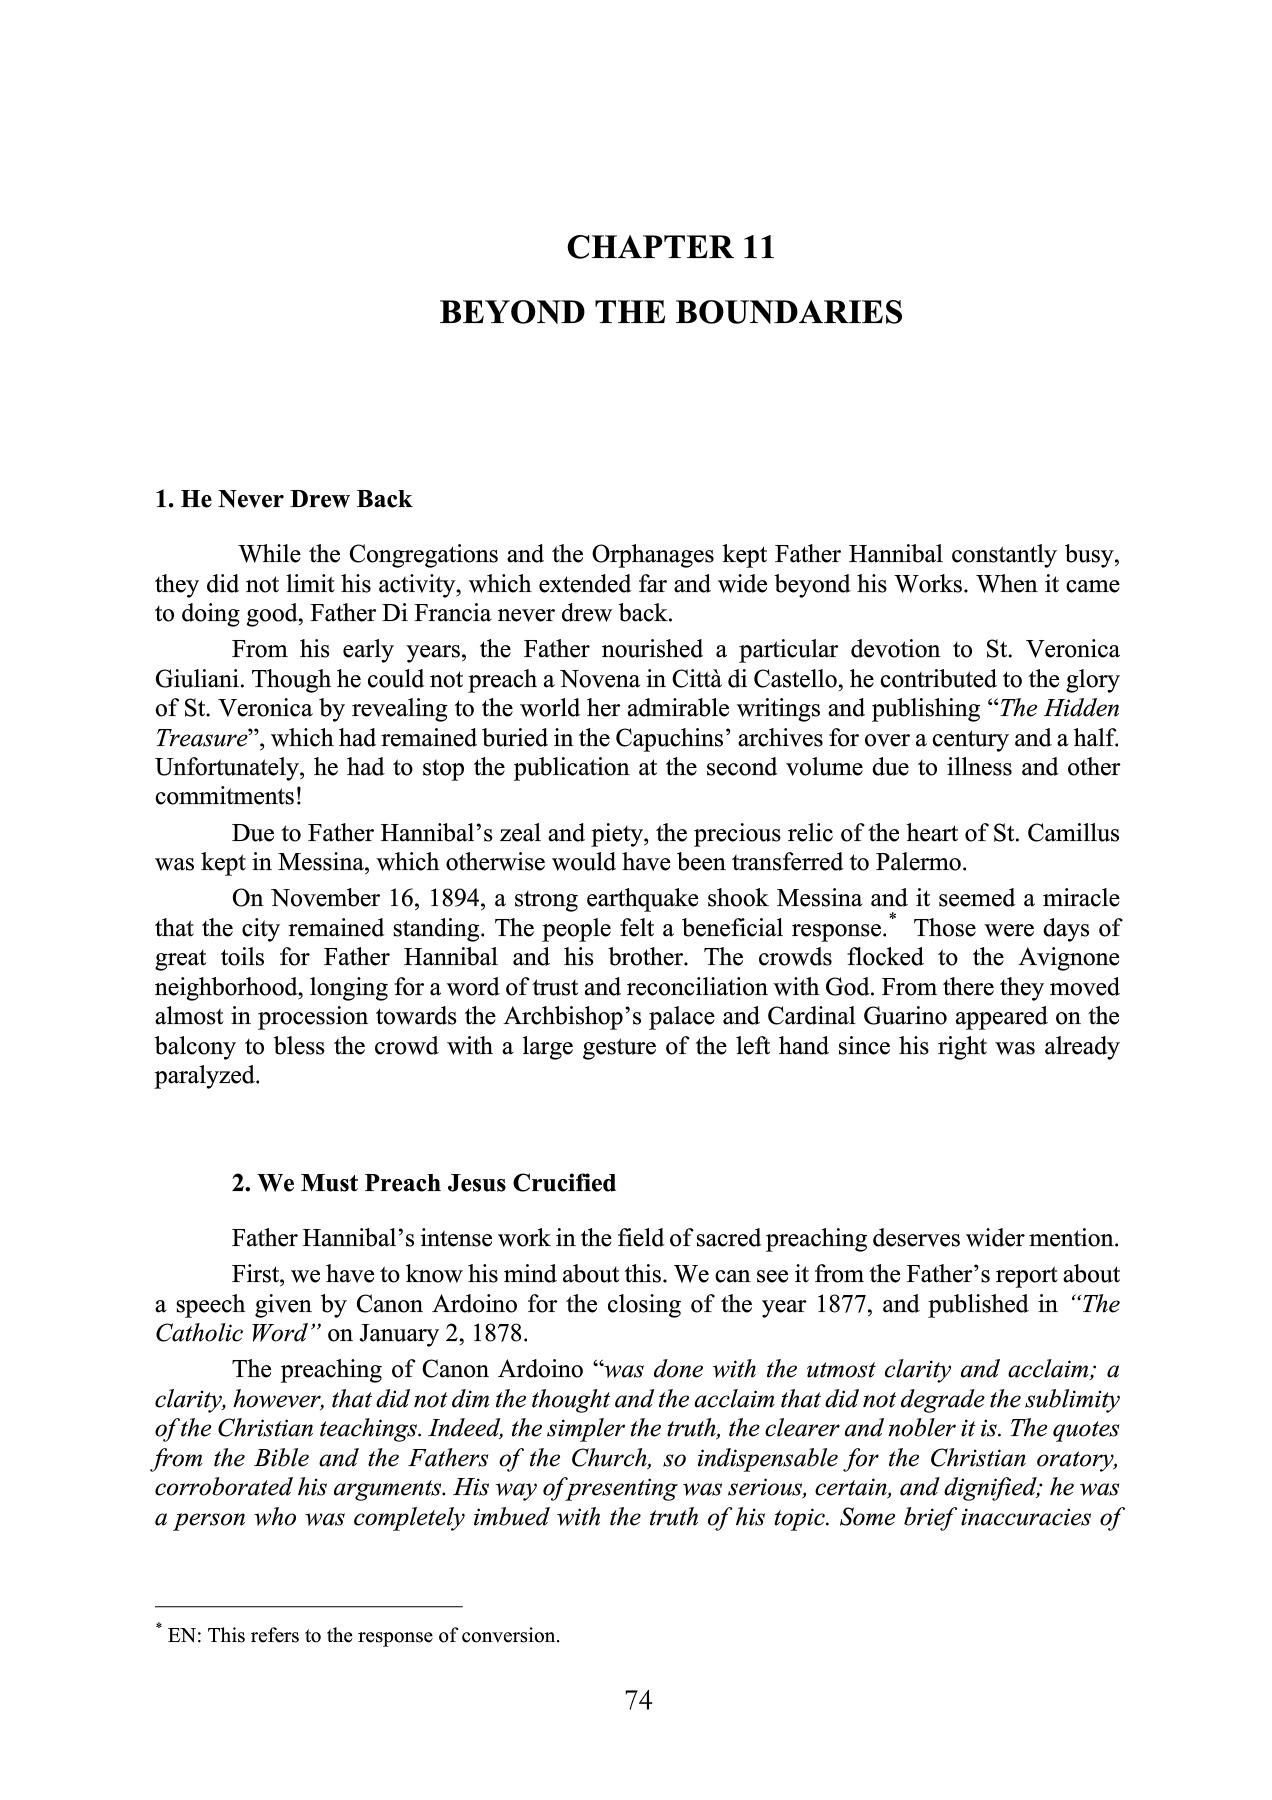 CHAPTER 11
BEYOND THE BOUNDARIES
1. He Never Drew Back
While the Congregations and the Orphanages kept Father Hannibal constantly busy,
they did not limit his activity, which extended far and wide beyond his Works. When it came
to doing good, Father Di Francia never drew back.
From his early years, the Father nourished a particular devotion to St. Veronica
Giuliani. Though he could not preach a Novena in Città di Castello, he contributed to the glory
of St. Veronica by revealing to the world her admirable writings and publishing “The Hidden
Treasure”, which had remained buried in the Capuchins’ archives for over a century and a half.
Unfortunately, he had to stop the publication at the second volume due to illness and other
commitments!
Due to Father Hannibal’s zeal and piety, the precious relic of the heart of St. Camillus
was kept in Messina, which otherwise would have been transferred to Palermo.
On November 16, 1894, a strong earthquake shook Messina and it seemed a miracle
that the city remained standing. The people felt a beneficial response.* Those were days of
great toils for Father Hannibal and his brother. The crowds flocked to the Avignone
neighborhood, longing for a word of trust and reconciliation with God. From there they moved
almost in procession towards the Archbishop’s palace and Cardinal Guarino appeared on the
balcony to bless the crowd with a large gesture of the left hand since his right was already
paralyzed.
2. We Must Preach Jesus Crucified
Father Hannibal’s intense work in the field of sacred preaching deserves wider mention.
First, we have to know his mind about this. We can see it from the Father’s report about
a speech given by Canon Ardoino for the closing of the year 1877, and published in “The
Catholic Word” on January 2, 1878.
The preaching of Canon Ardoino “was done with the utmost clarity and acclaim; a
clarity, however, that did not dim the thought and the acclaim that did not degrade the sublimity
of the Christian teachings. Indeed, the simpler the truth, the clearer and nobler it is. The quotes
from the Bible and the Fathers of the Church, so indispensable for the Christian oratory,
corroborated his arguments. His way of presenting was serious, certain, and dignified; he was
a person who was completely imbued with the truth of his topic. Some brief inaccuracies of
* EN: This refers to the response of conversion.
74